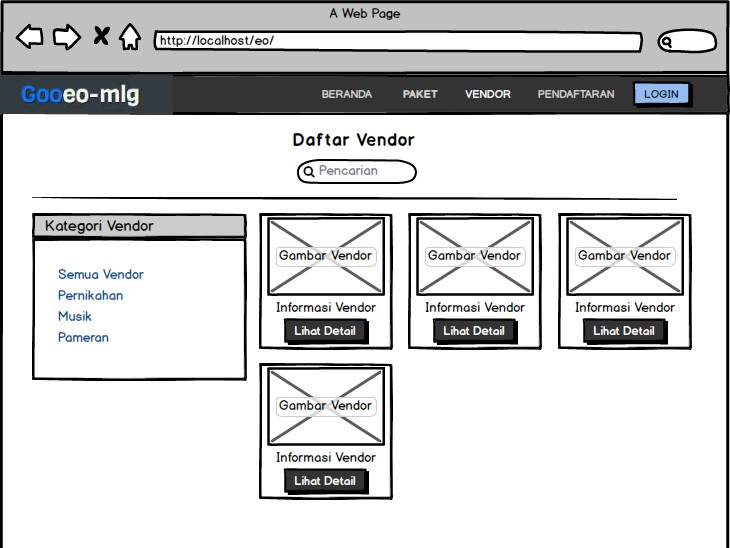 A Web Page
http://localhost/eo/
Gooeo-mlg
BERANDA PAKET VENDOR PENDAFTARAN LOGIN
Daftar Vendor
Pencarian
Kategori Vendor
Semua Vendor
Pernikahan
Musik
Pameran
Gambar Vendor Gambar Vendor Gambar Vendor
Informasi Vendor Informasi Vendor Informasi Vendor
Lihat Detail Lihat Detail Lihat Detail
Gambar Vendor
Informasi Vendor
Lihat Detail